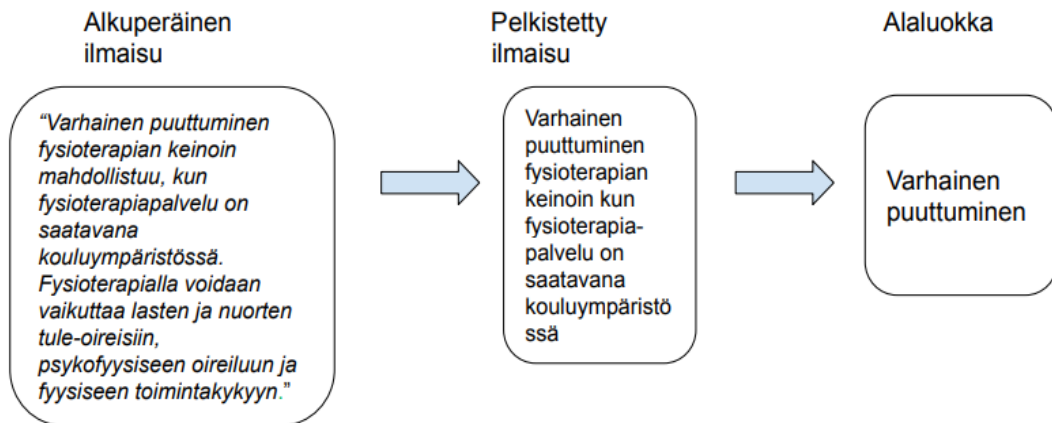 Alkuperäinen
ilmaisu
Pelkistetty
ilmaisu
Alaluokka
“Varhainen puuttuminen
fysioterapian keinoin
mahdollistuu, kun
fysioterapiapalvelu on
saatavana
kouluympäristössä.
Fysioterapialla voidaan
vaikuttaa lasten ja nuorten
tule-oireisiin,
psykofyysiseen oireiluun ja
fyysiseen toimintakykyyn.”
Varhainen
puuttuminen
fysioterapian
keinoin kun
fysioterapia-
palvelu on
saatavana
kouluympäristö
ssä
Varhainen
puuttuminen